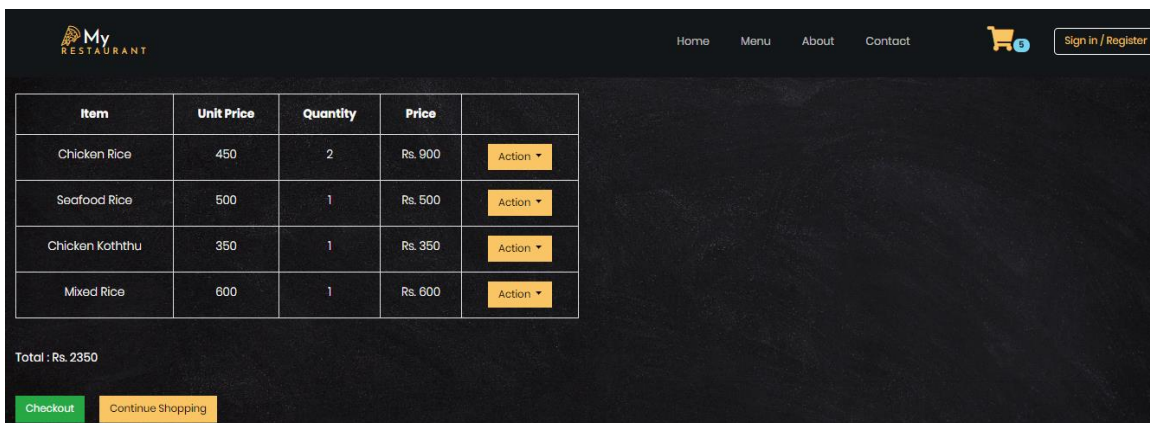 My
RESTAURANT
Home Menu About Contact 5 Sign in / Register
Item Unit Price Quantity Price
Chicken Rice 450 2 Rs. 900 Action
Seafood Rice 500 1 Rs. 500 Action
Chicken Koththu 350 1 Rs. 350 Action
Mixed Rice 600 1 Rs. 600 Action
Total : Rs. 2350
Checkout Continue Shopping